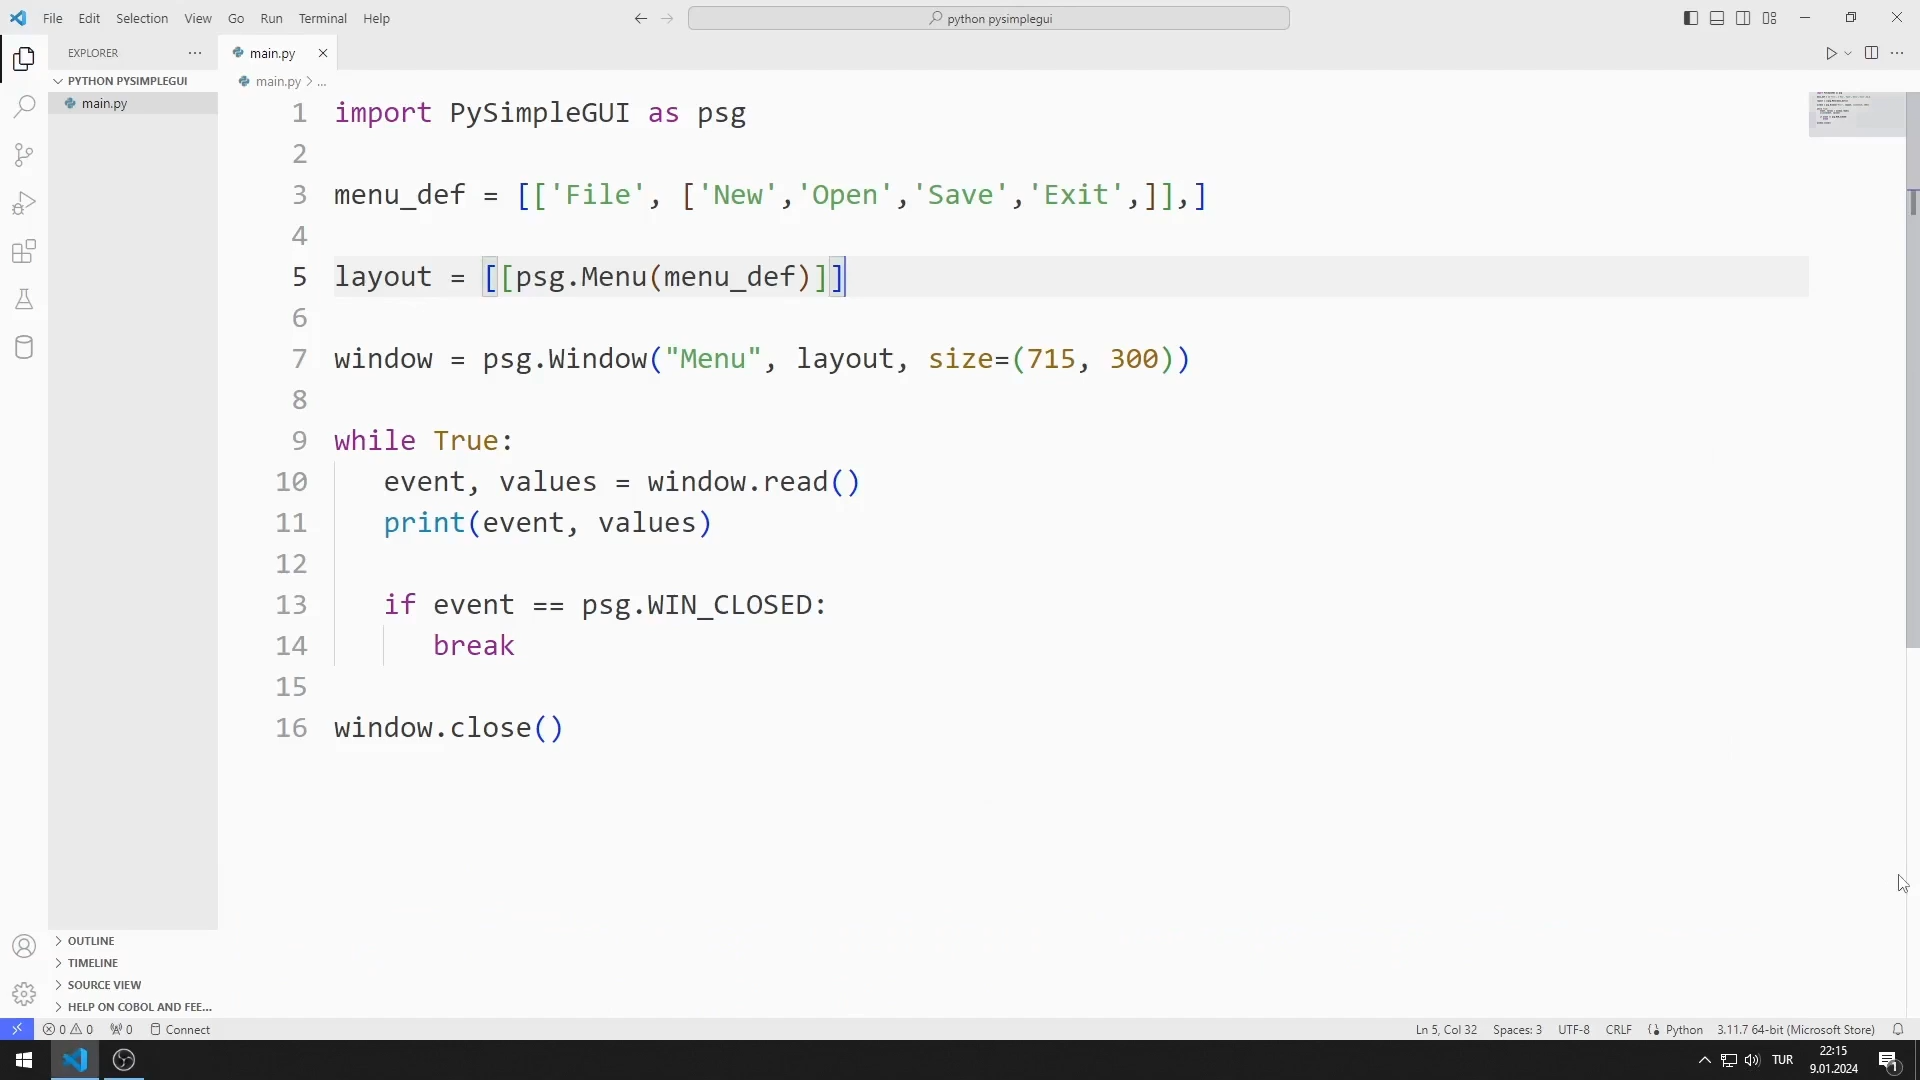 File Edit Selection View Go Run Terminal Help
python pysimplegui
EXPLORER
main.py
PYTHON PYSIMPLEGUI
main.py > ...
main.py
1 import PySimpleGUI as psg
2
3 menu_def = [['File', ['New','Open','Save','Exit',]],]
4
5 layout = [[psg.Menu(menu_def)]]
6
7 window = psg.Window("Menu", layout, size=(715, 300))
8
9 while True:
10 event, values = window.read()
11 print(event, values)
12
13 if event == psg.WIN_CLOSED:
14 break
15
16 window.close()
OUTLINE
TIMELINE
SOURCE VIEW
HELP ON COBOL AND FEE...
0 0 0 Connect
Ln 5, Col 32 Spaces: 3 UTF-8 CRLF Python 3.11.7 64-bit (Microsoft Store)
TUR
22:15
9.01.2024
1